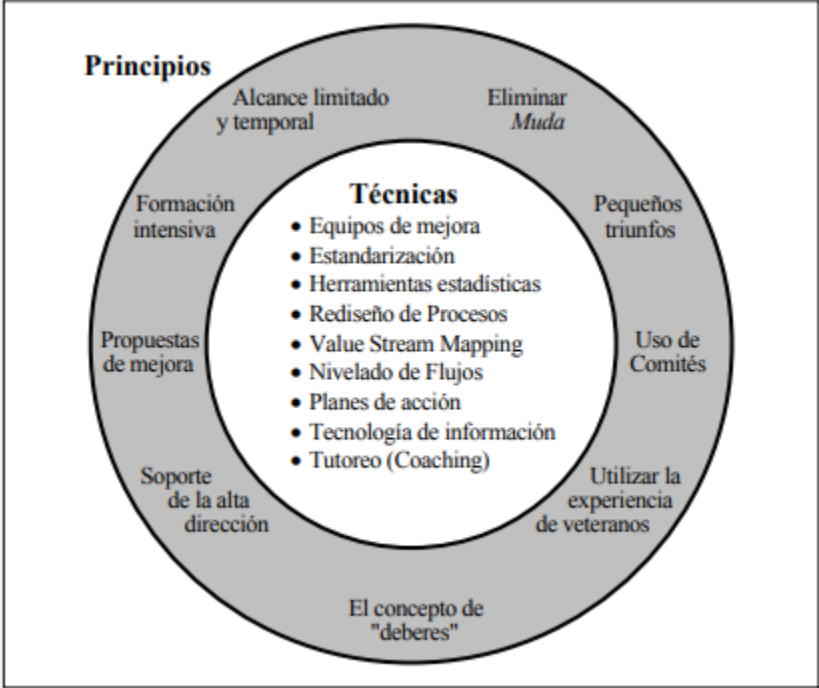 Principios
Alcance limitado
y temporal
Eliminar
Muda
Formación
intensiva
Pequeños
triunfos
Propuestas
de mejora
Uso de
Comités
Soporte
de la alta
dirección
Utilizar la
experiencia
de veteranos
El concepto de
"deberes"
Técnicas
• Equipos de mejora
• Estandarización
• Herramientas estadísticas
• Rediseño de Procesos
• Value Stream Mapping
• Nivelado de Flujos
• Planes de acción
• Tecnología de información
• Tutoreo (Coaching)